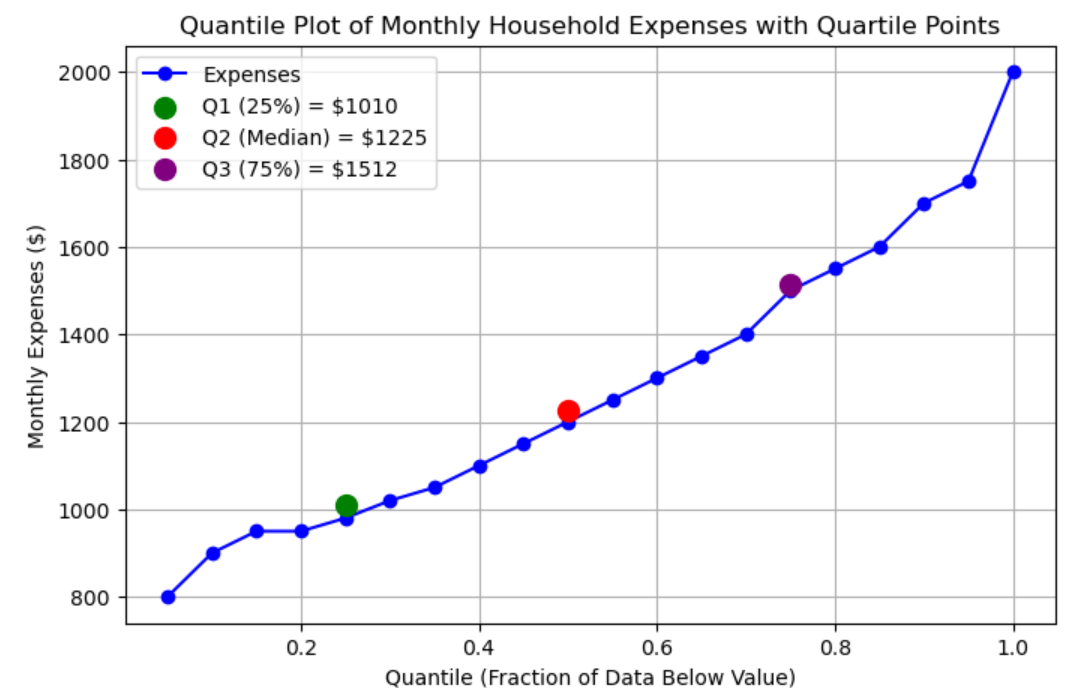 Quantile Plot of Monthly Household Expenses with Quartile Points
Expenses
Q1 (25%) = $1010
Q2 (Median) = $1225
Q3 (75%) = $1512
Monthly Expenses ($)
2000
1800
1600
1400
1200
1000
800
0.2 0.4 0.6 0.8 1.0
Quantile (Fraction of Data Below Value)